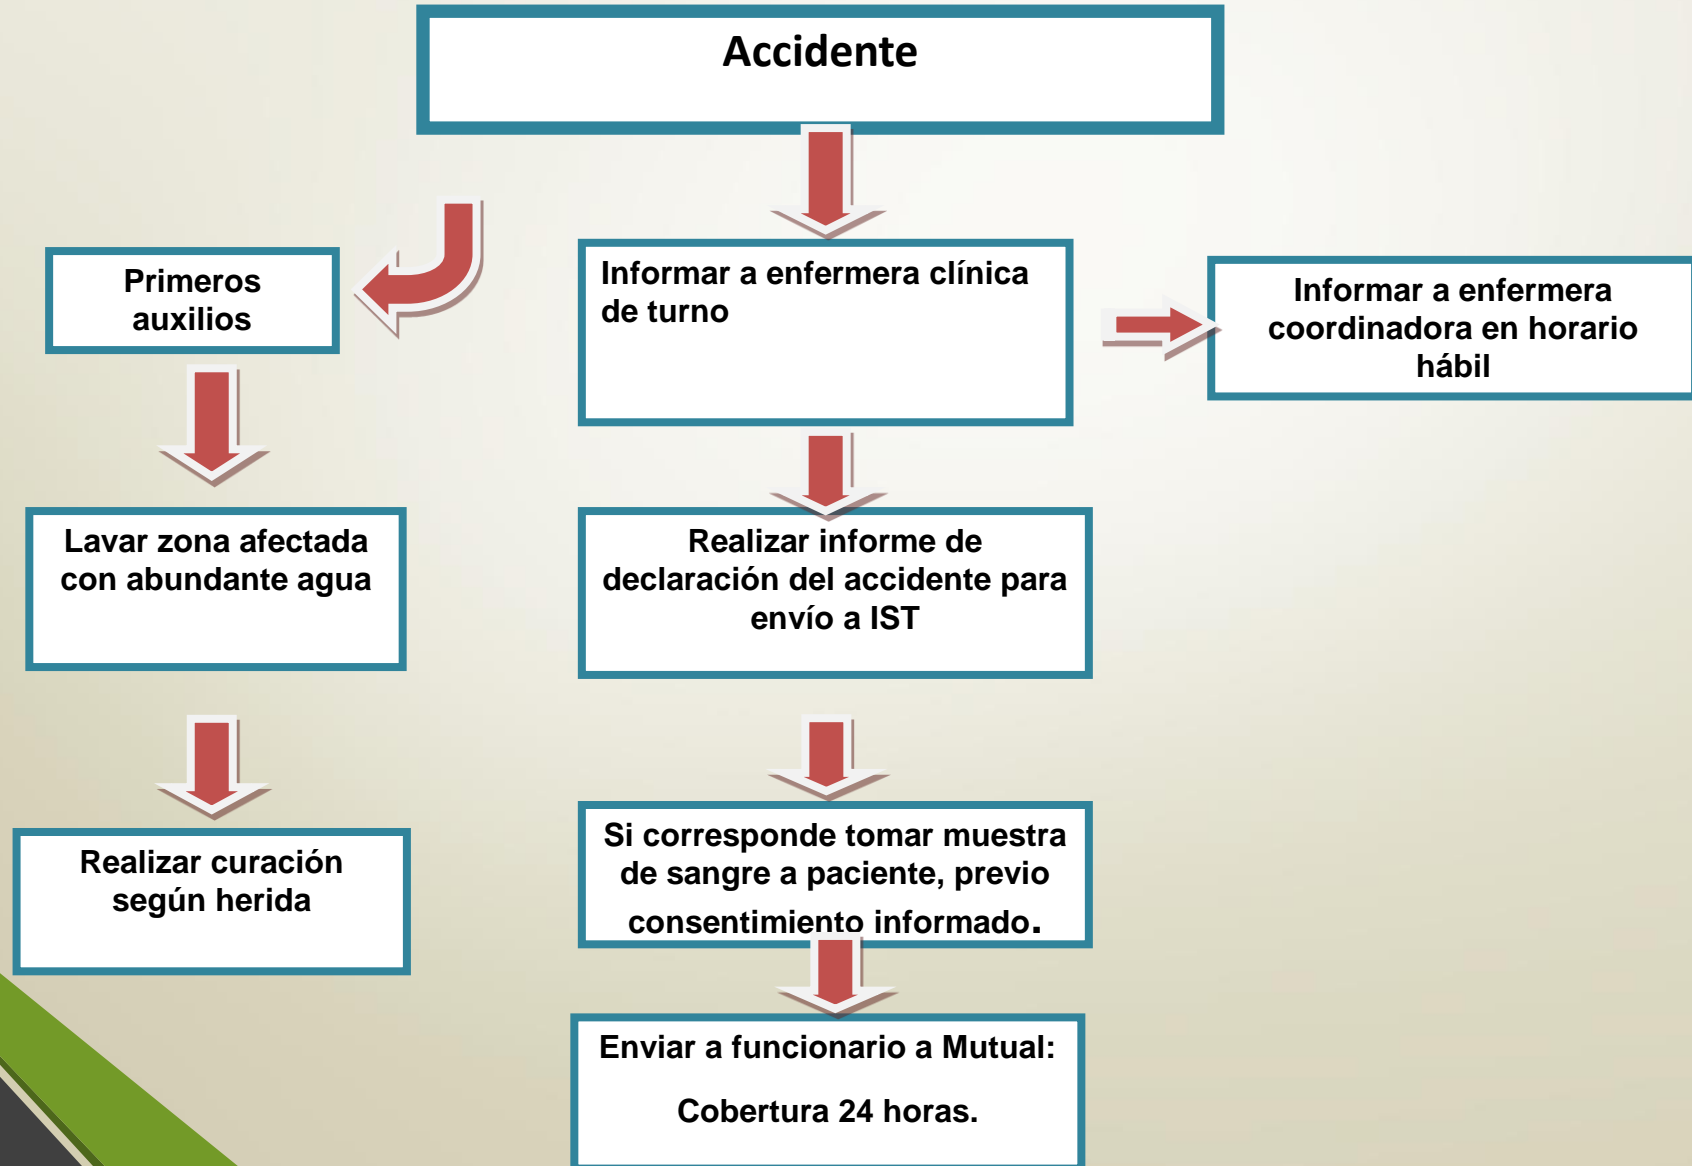 Accidente
Primeros
auxilios
Informar a enfermera clínica
de turno
Informar a enfermera
coordinadora en horario
hábil
Lavar zona afectada
con abundante agua
Realizar informe de
declaración del accidente para
envío a IST
Realizar curación
según herida
Si corresponde tomar muestra
de sangre a paciente, previo
consentimiento informado.
Enviar a funcionario a Mutual:
Cobertura 24 horas.